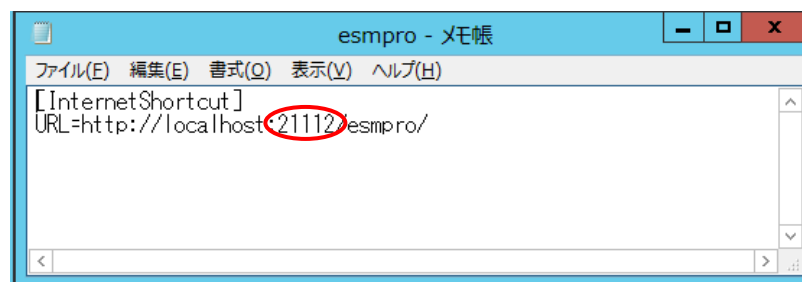 esmpro - メモ帳
ファイル(F) 編集(E) 書式(O) 表示(V) ヘルプ(H)
[InternetShortcut]
URL=http://localhost:21112/esmpro/